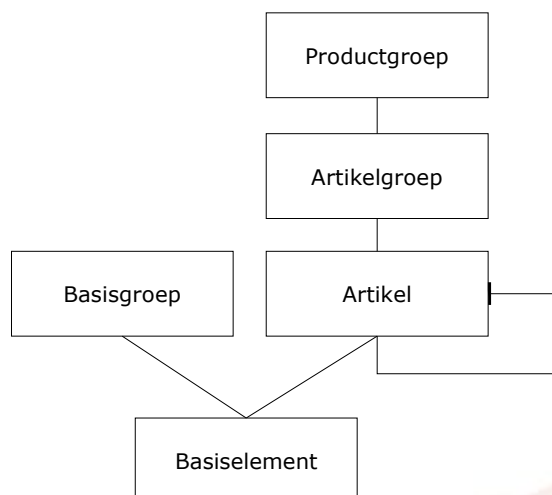 Productgroep
Artikelgroep
Basisgroep
Artikel
Basiselement